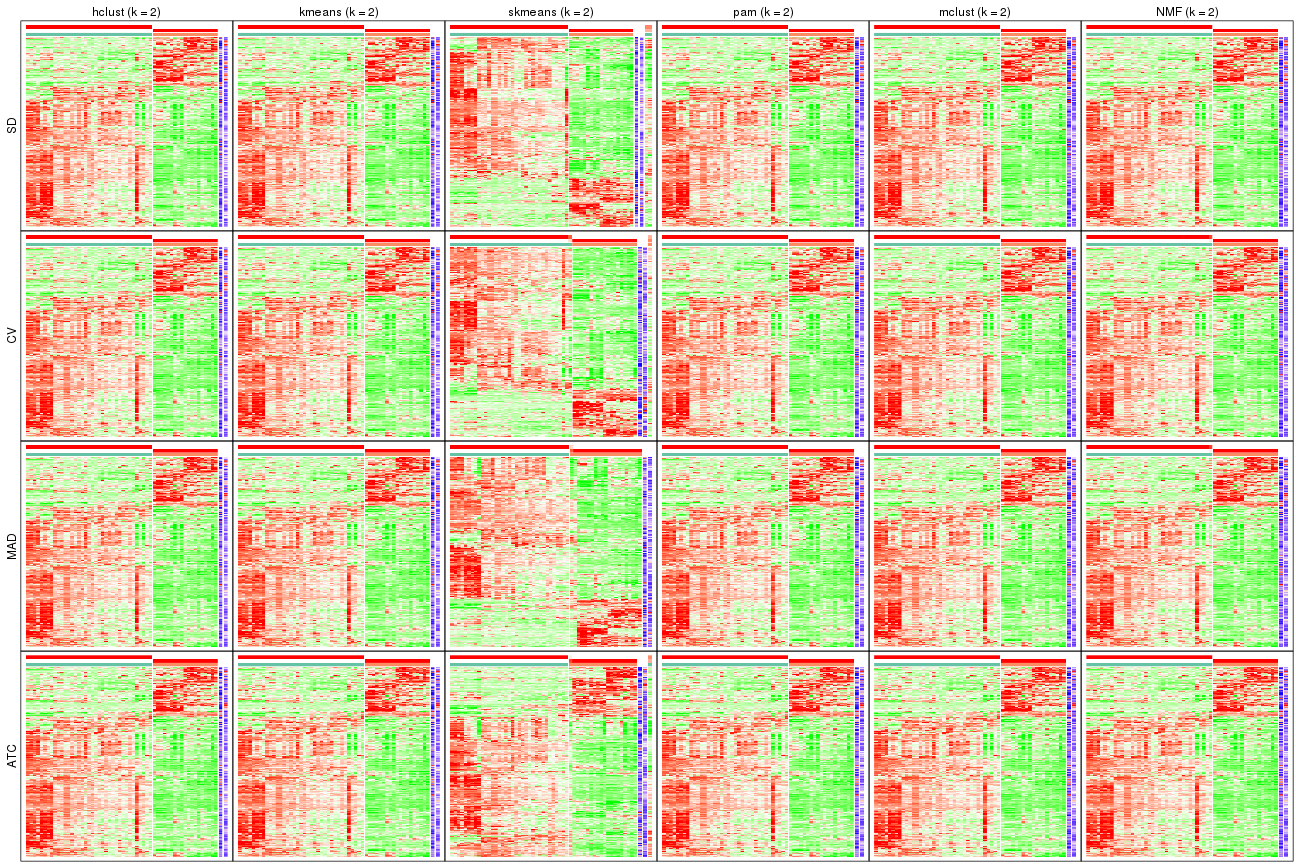 hclust (k = 2) kmeans (k = 2) skmeans (k = 2) pam (k = 2) mclust (k = 2) NMF (k = 2)
SD
CV
MAD
ATC